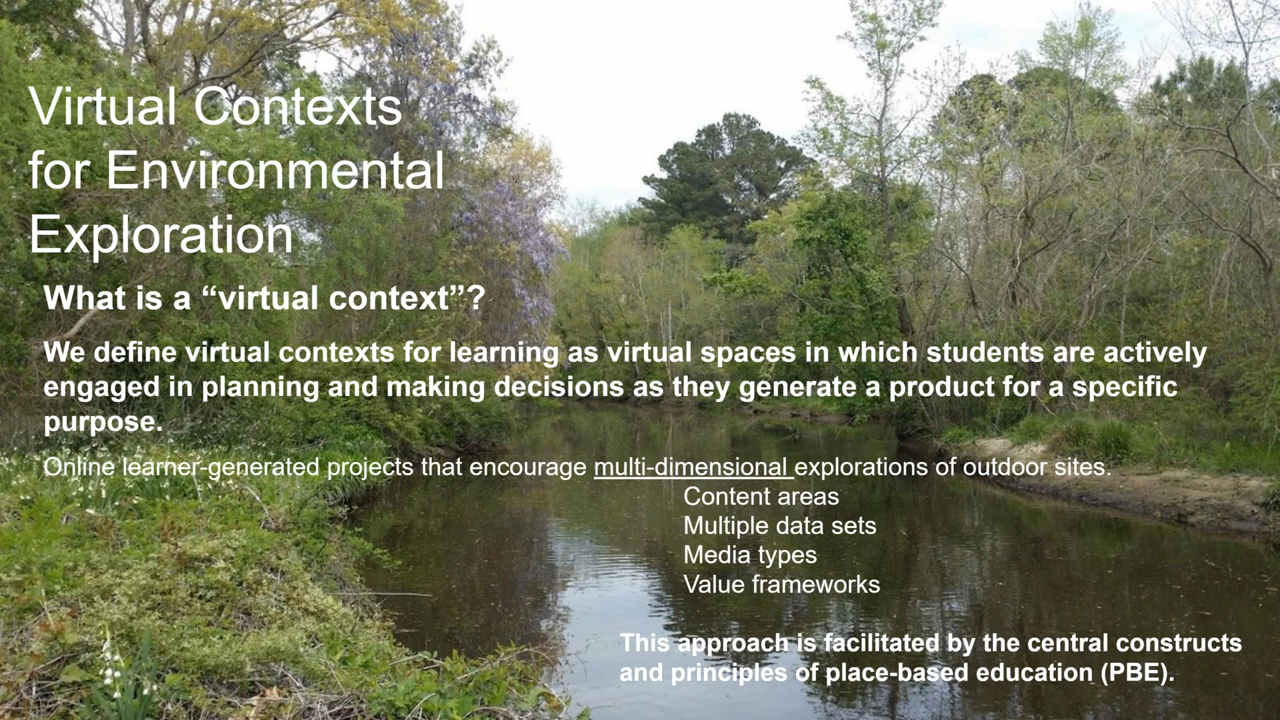 Virtual Contexts
for Environmental
Exploration
What is a “virtual context”?
We define virtual contexts for learning as virtual spaces in which students are actively
engaged in planning and making decisions as they generate a product for a specific
purpose.
Online learner-generated projects that encourage multi-dimensional explorations of outdoor sites.
Content areas
Multiple data sets
Media types
Value frameworks
This approach is facilitated by the central constructs
and principles of place-based education (PBE).